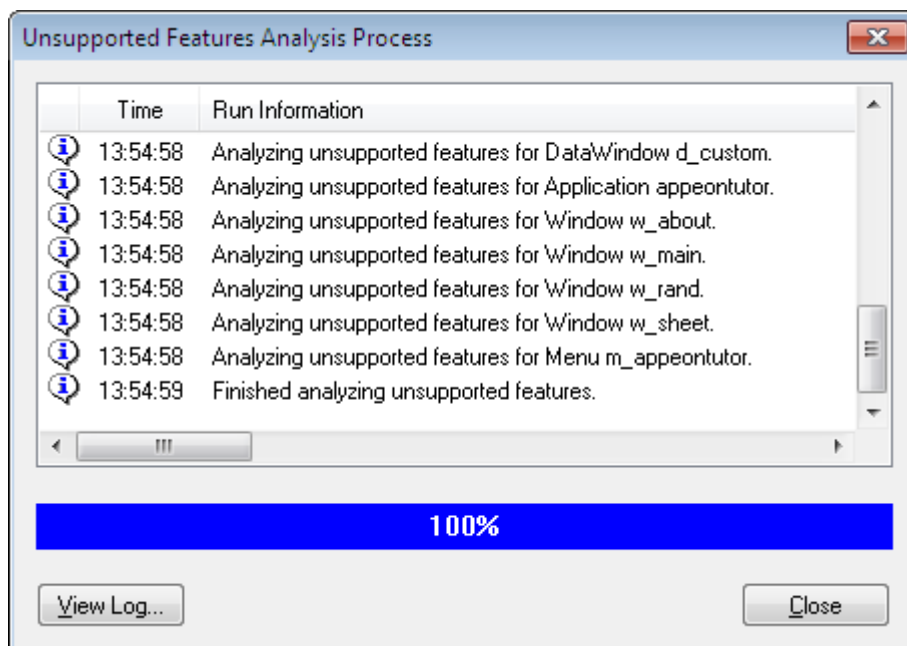 Unsupported Features Analysis Process
Time Run Information
13:54:58 Analyzing unsupported features for DataWindow d_custom.
13:54:58 Analyzing unsupported features for Application appeontutor.
13:54:58 Analyzing unsupported features for Window w_about.
13:54:58 Analyzing unsupported features for Window w_main.
13:54:58 Analyzing unsupported features for Window w_rand.
13:54:58 Analyzing unsupported features for Window w_sheet.
13:54:58 Analyzing unsupported features for Menu m_appeontutor.
13:54:59 Finished analyzing unsupported features.
100%
View Log... Close